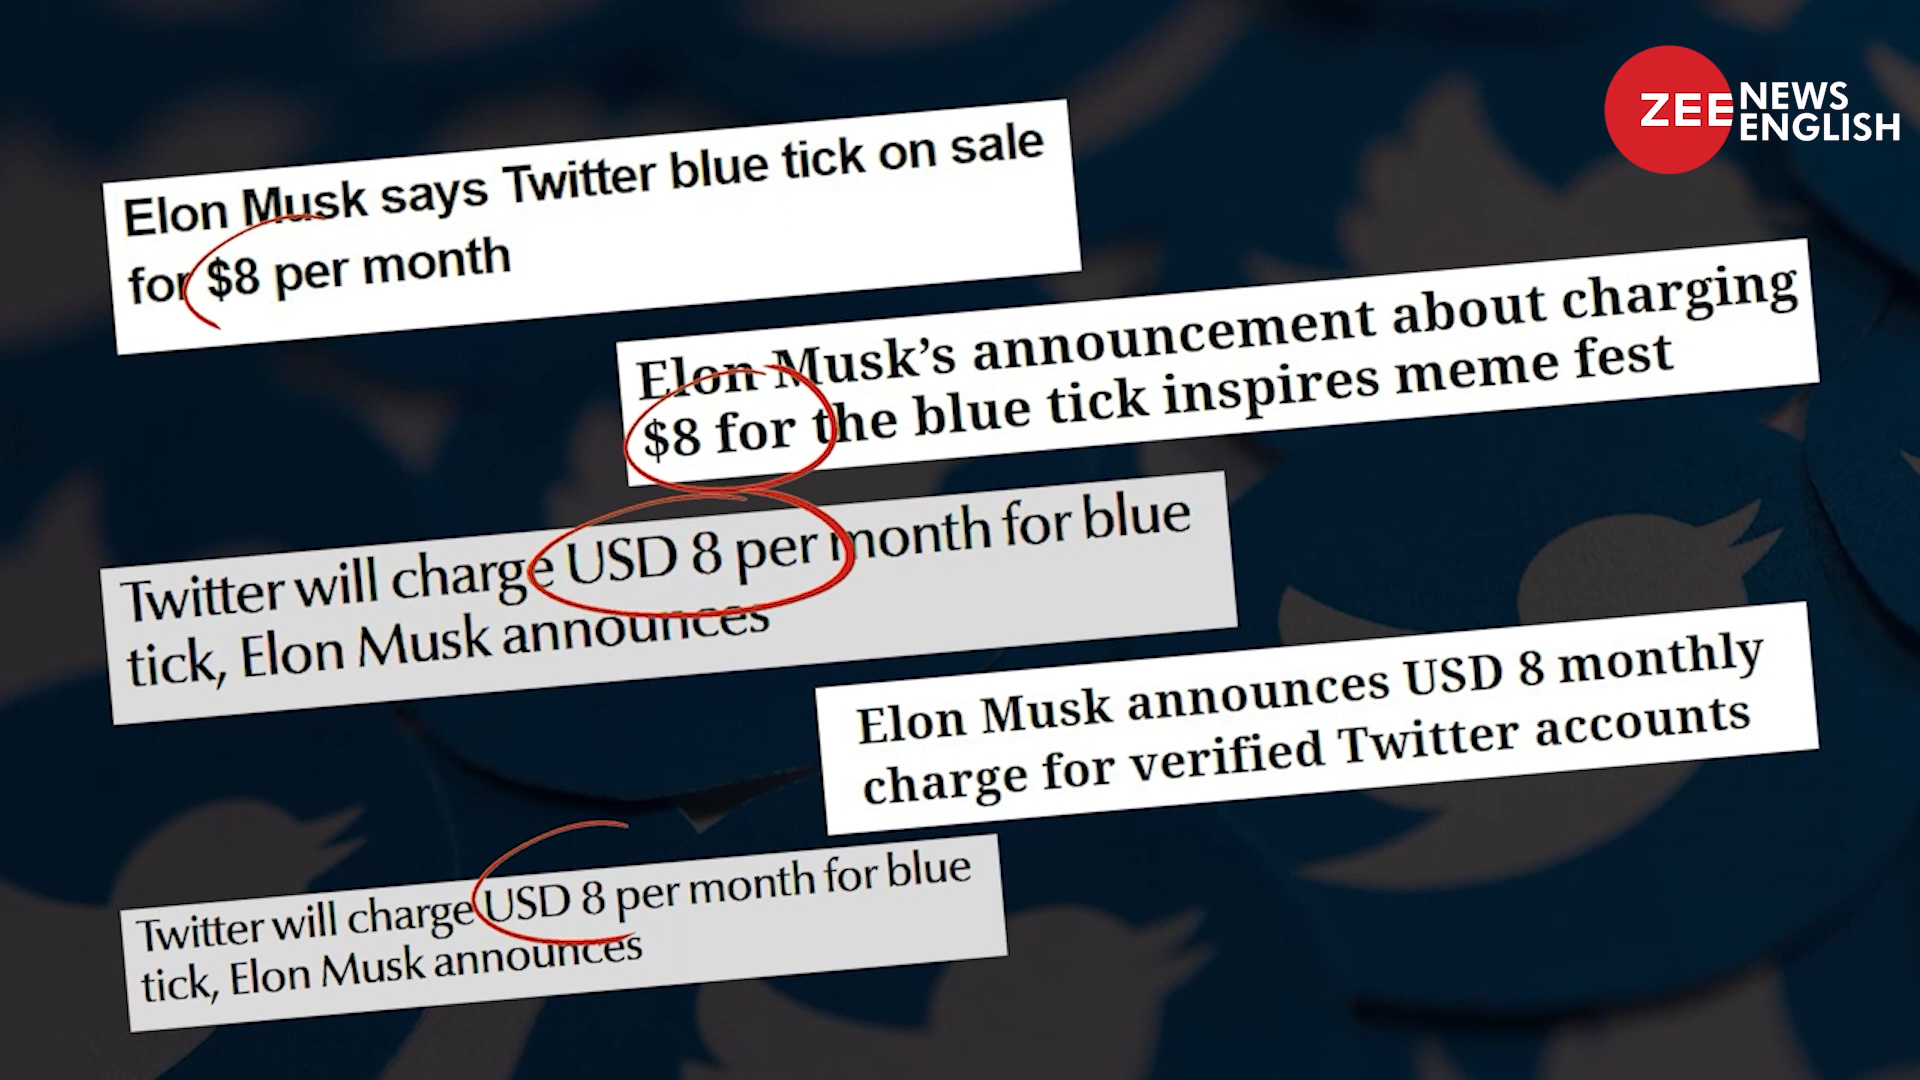 ZEE NEWS
ENGLISH
Elon Musk says Twitter blue tick on sale
for $8 per month
Elon Musk's announcement about charging
$8 for the blue tick inspires meme fest
Twitter will charge USD 8 per month for blue
tick, Elon Musk announces
Elon Musk announces USD 8 monthly
charge for verified Twitter accounts
Twitter will charge USD 8 per month for blue
tick, Elon Musk announces